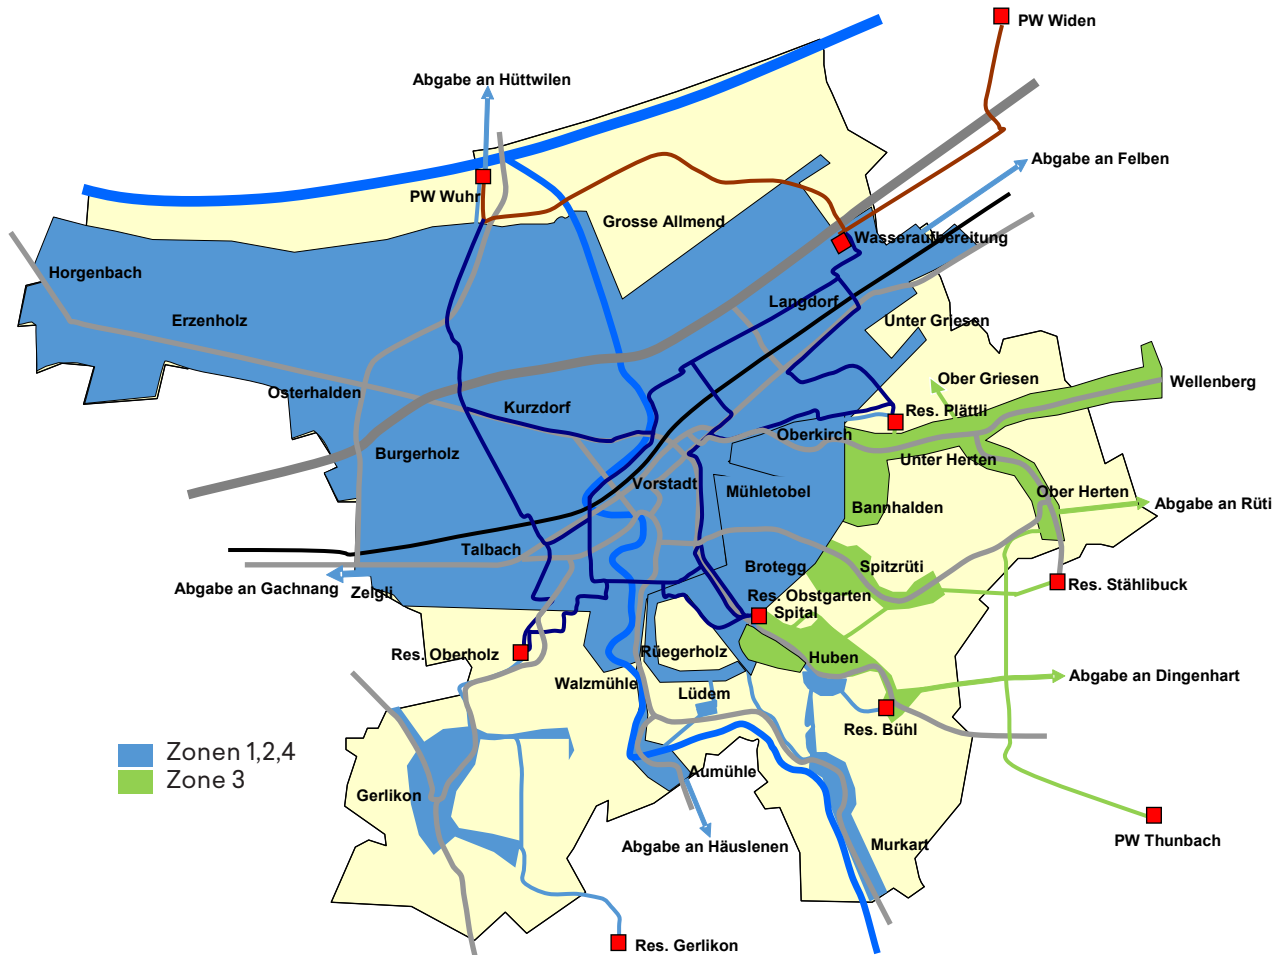 PW Widen
Abgabe an Hüttwilen
Abgabe an Felben
PW Wuhr
Grosse Allmend
Wasseraufbereitung
Horgenbach
Langdorf
Erzenholz
Unter Griesen
Ober Griesen
Wellenberg
Osterhalden
Kurzdorf
Res. Plättli
Oberkirch
Burgerholz
Unter Herten
Vorstadt
Mühletobel
Ober Herten
Abgabe an Rüti
Bannhalden
Talbach
Brotegg
Spitzrüti
Abgabe an Gachnang
Zelgli
Res. Obstgarten
Res. Stählibuck
Spital
Res. Oberholz
Rüegerholz
Huben
Walzmühle
Lüdem
Abgabe an Dingenhart
Res. Bühl
Zonen 1,2,4
Zone 3
Aumühle
Gerlikon
Abgabe an Häuslenen
Murkart
PW Thunbach
Res. Gerlikon